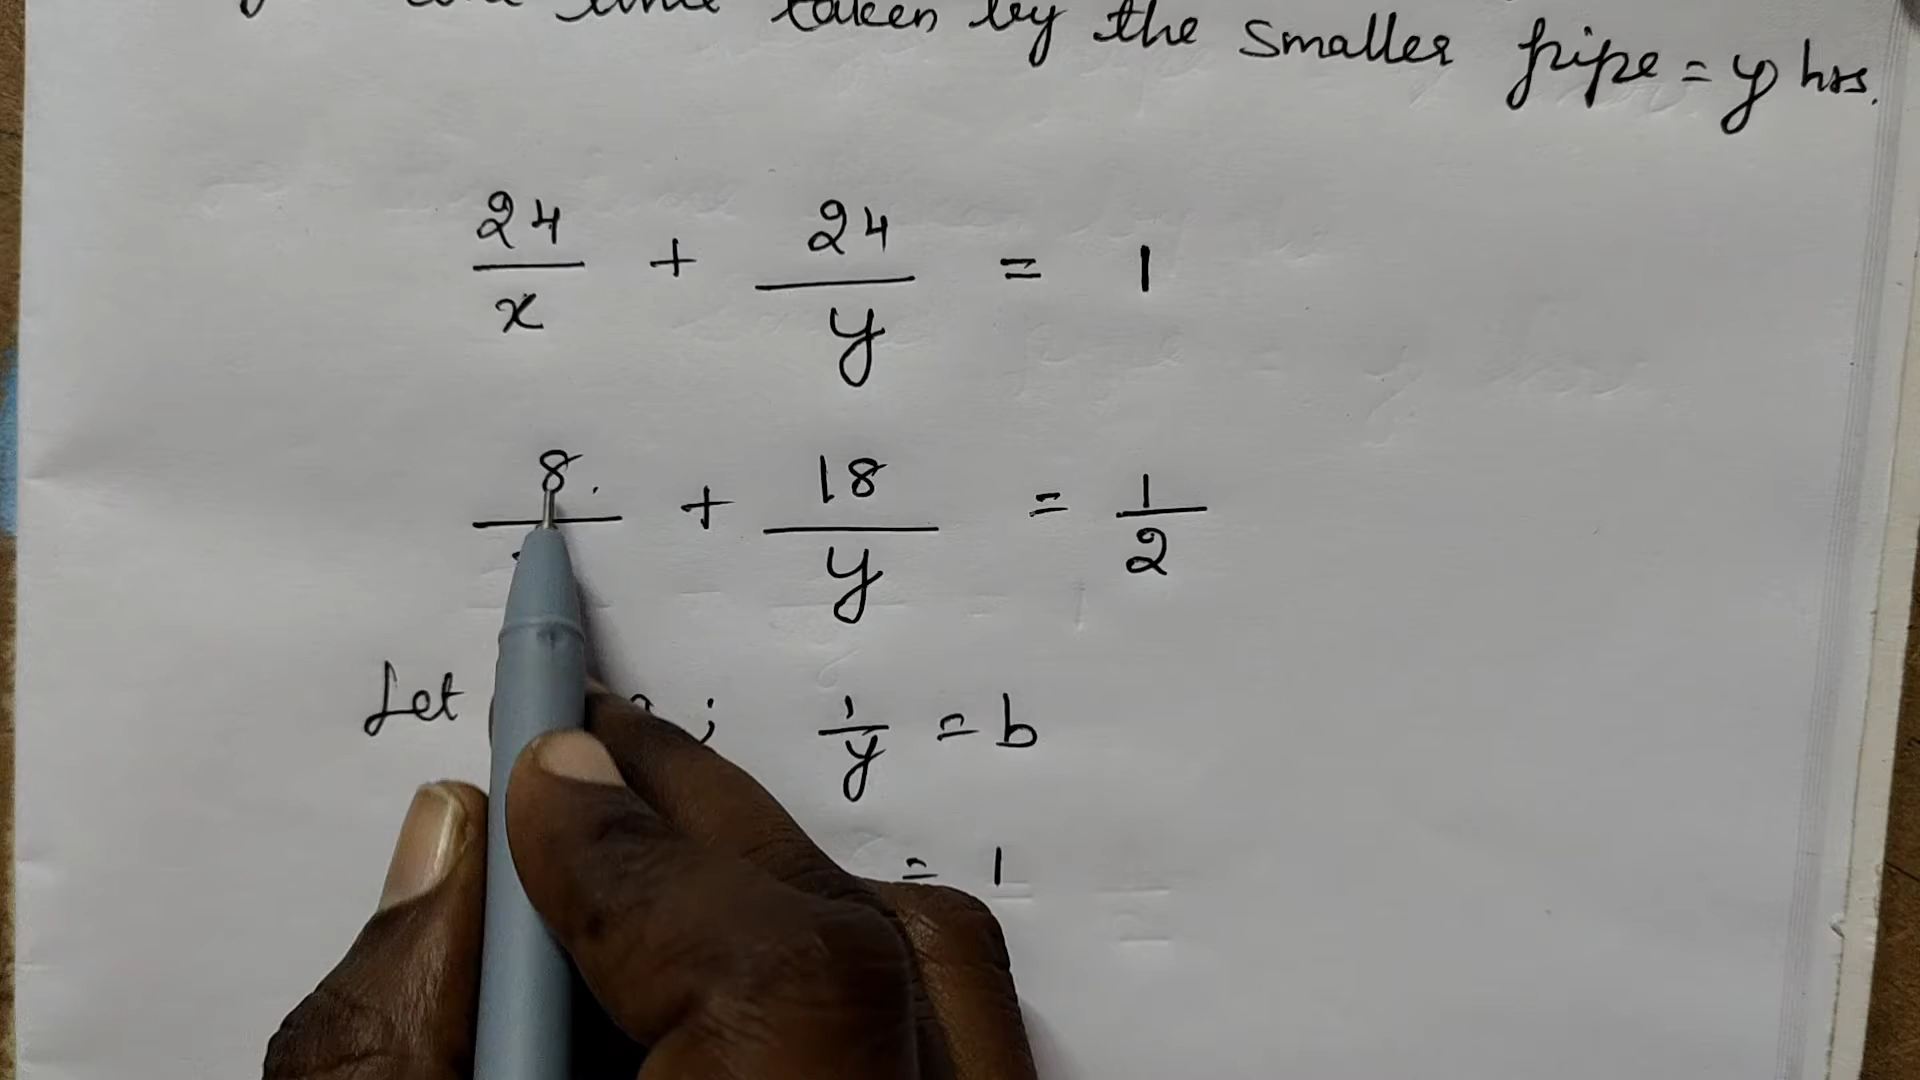 taken by the smaller pipe = y hrs.
24/x + 24/y = 1
8/ + 18/y = 1/2
Let ; 1/y = b
= 1